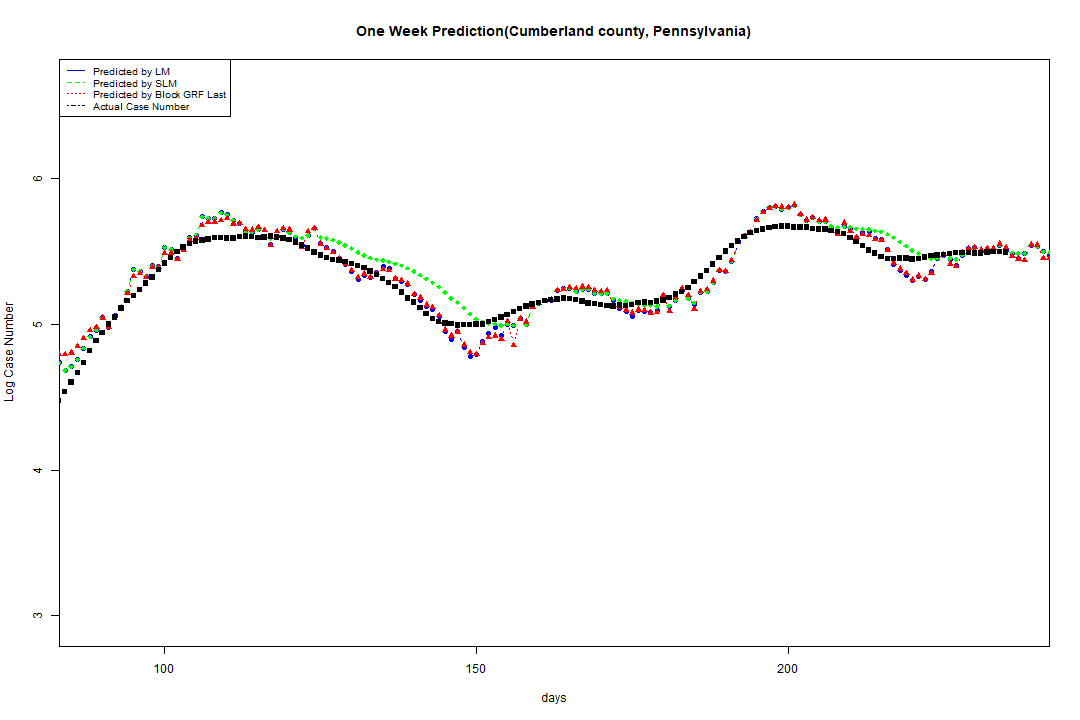 One Week Prediction(Cumberland county, Pennsylvania)
Predicted by LM
Predicted by SLM
Predicted by Block GRF Last
Actual Case Number
6
5
4
3
Log Case Number
100 150 200
days